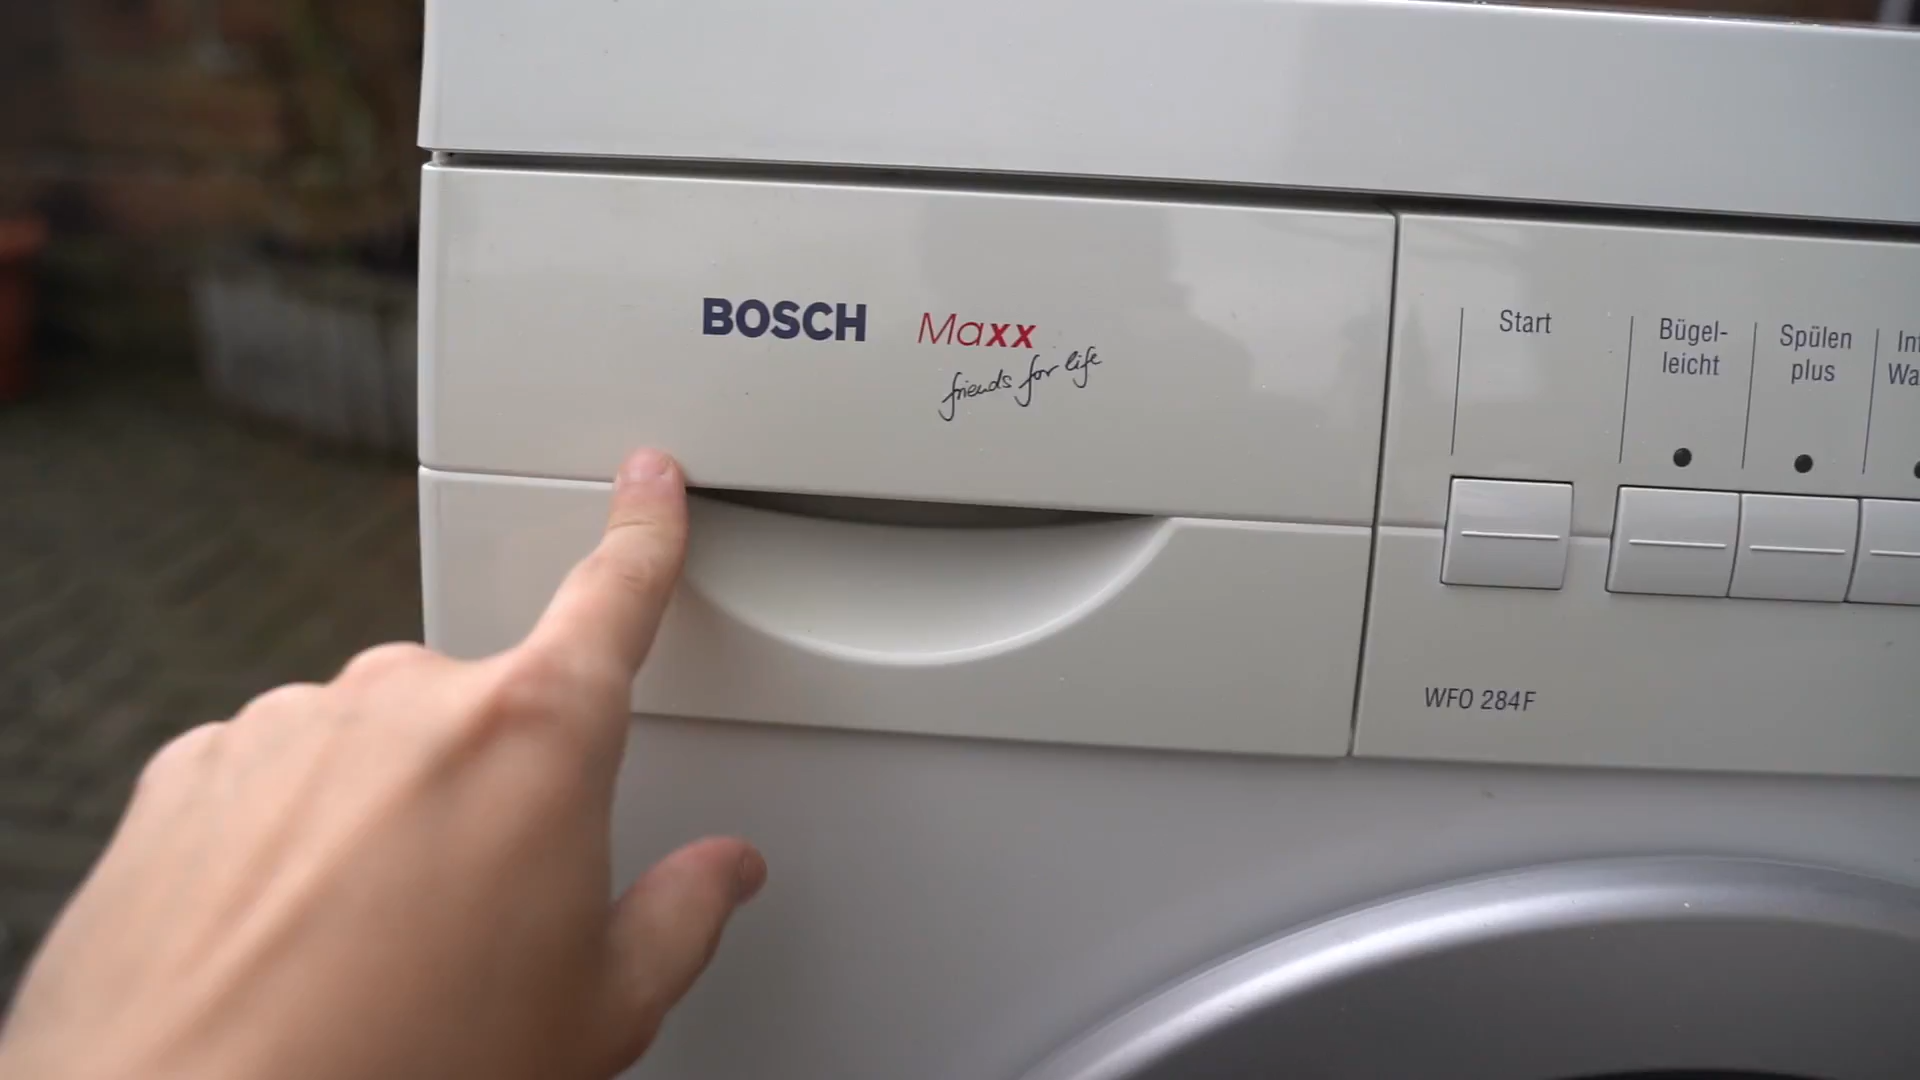 BOSCH Maxx
friends for life
Start
Bügel-
leicht
Spülen
plus
WFO 284F